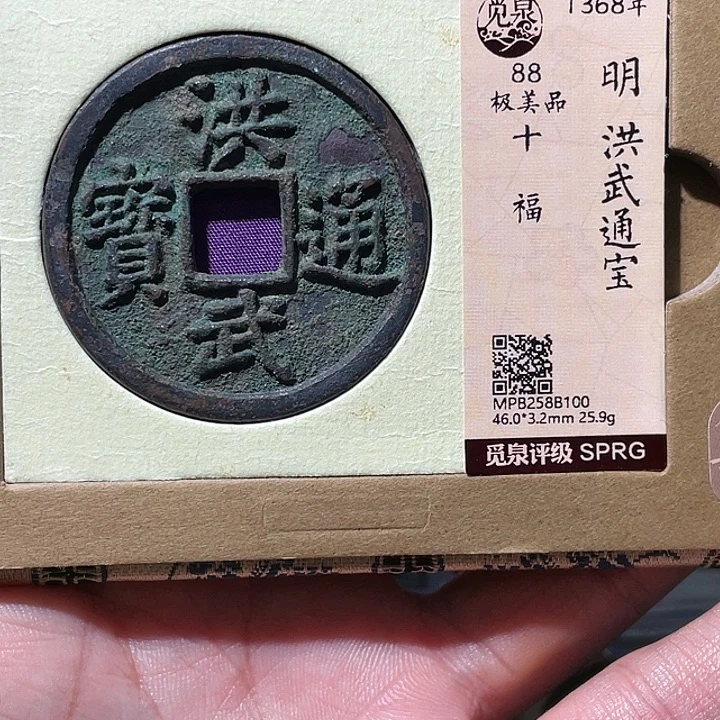 洪武通寶
觅泉
1368年
明 洪武通宝
88
极美品
十
福
MPB258B100
46.0*3.2mm 25.9g
觅泉评级 SPRG